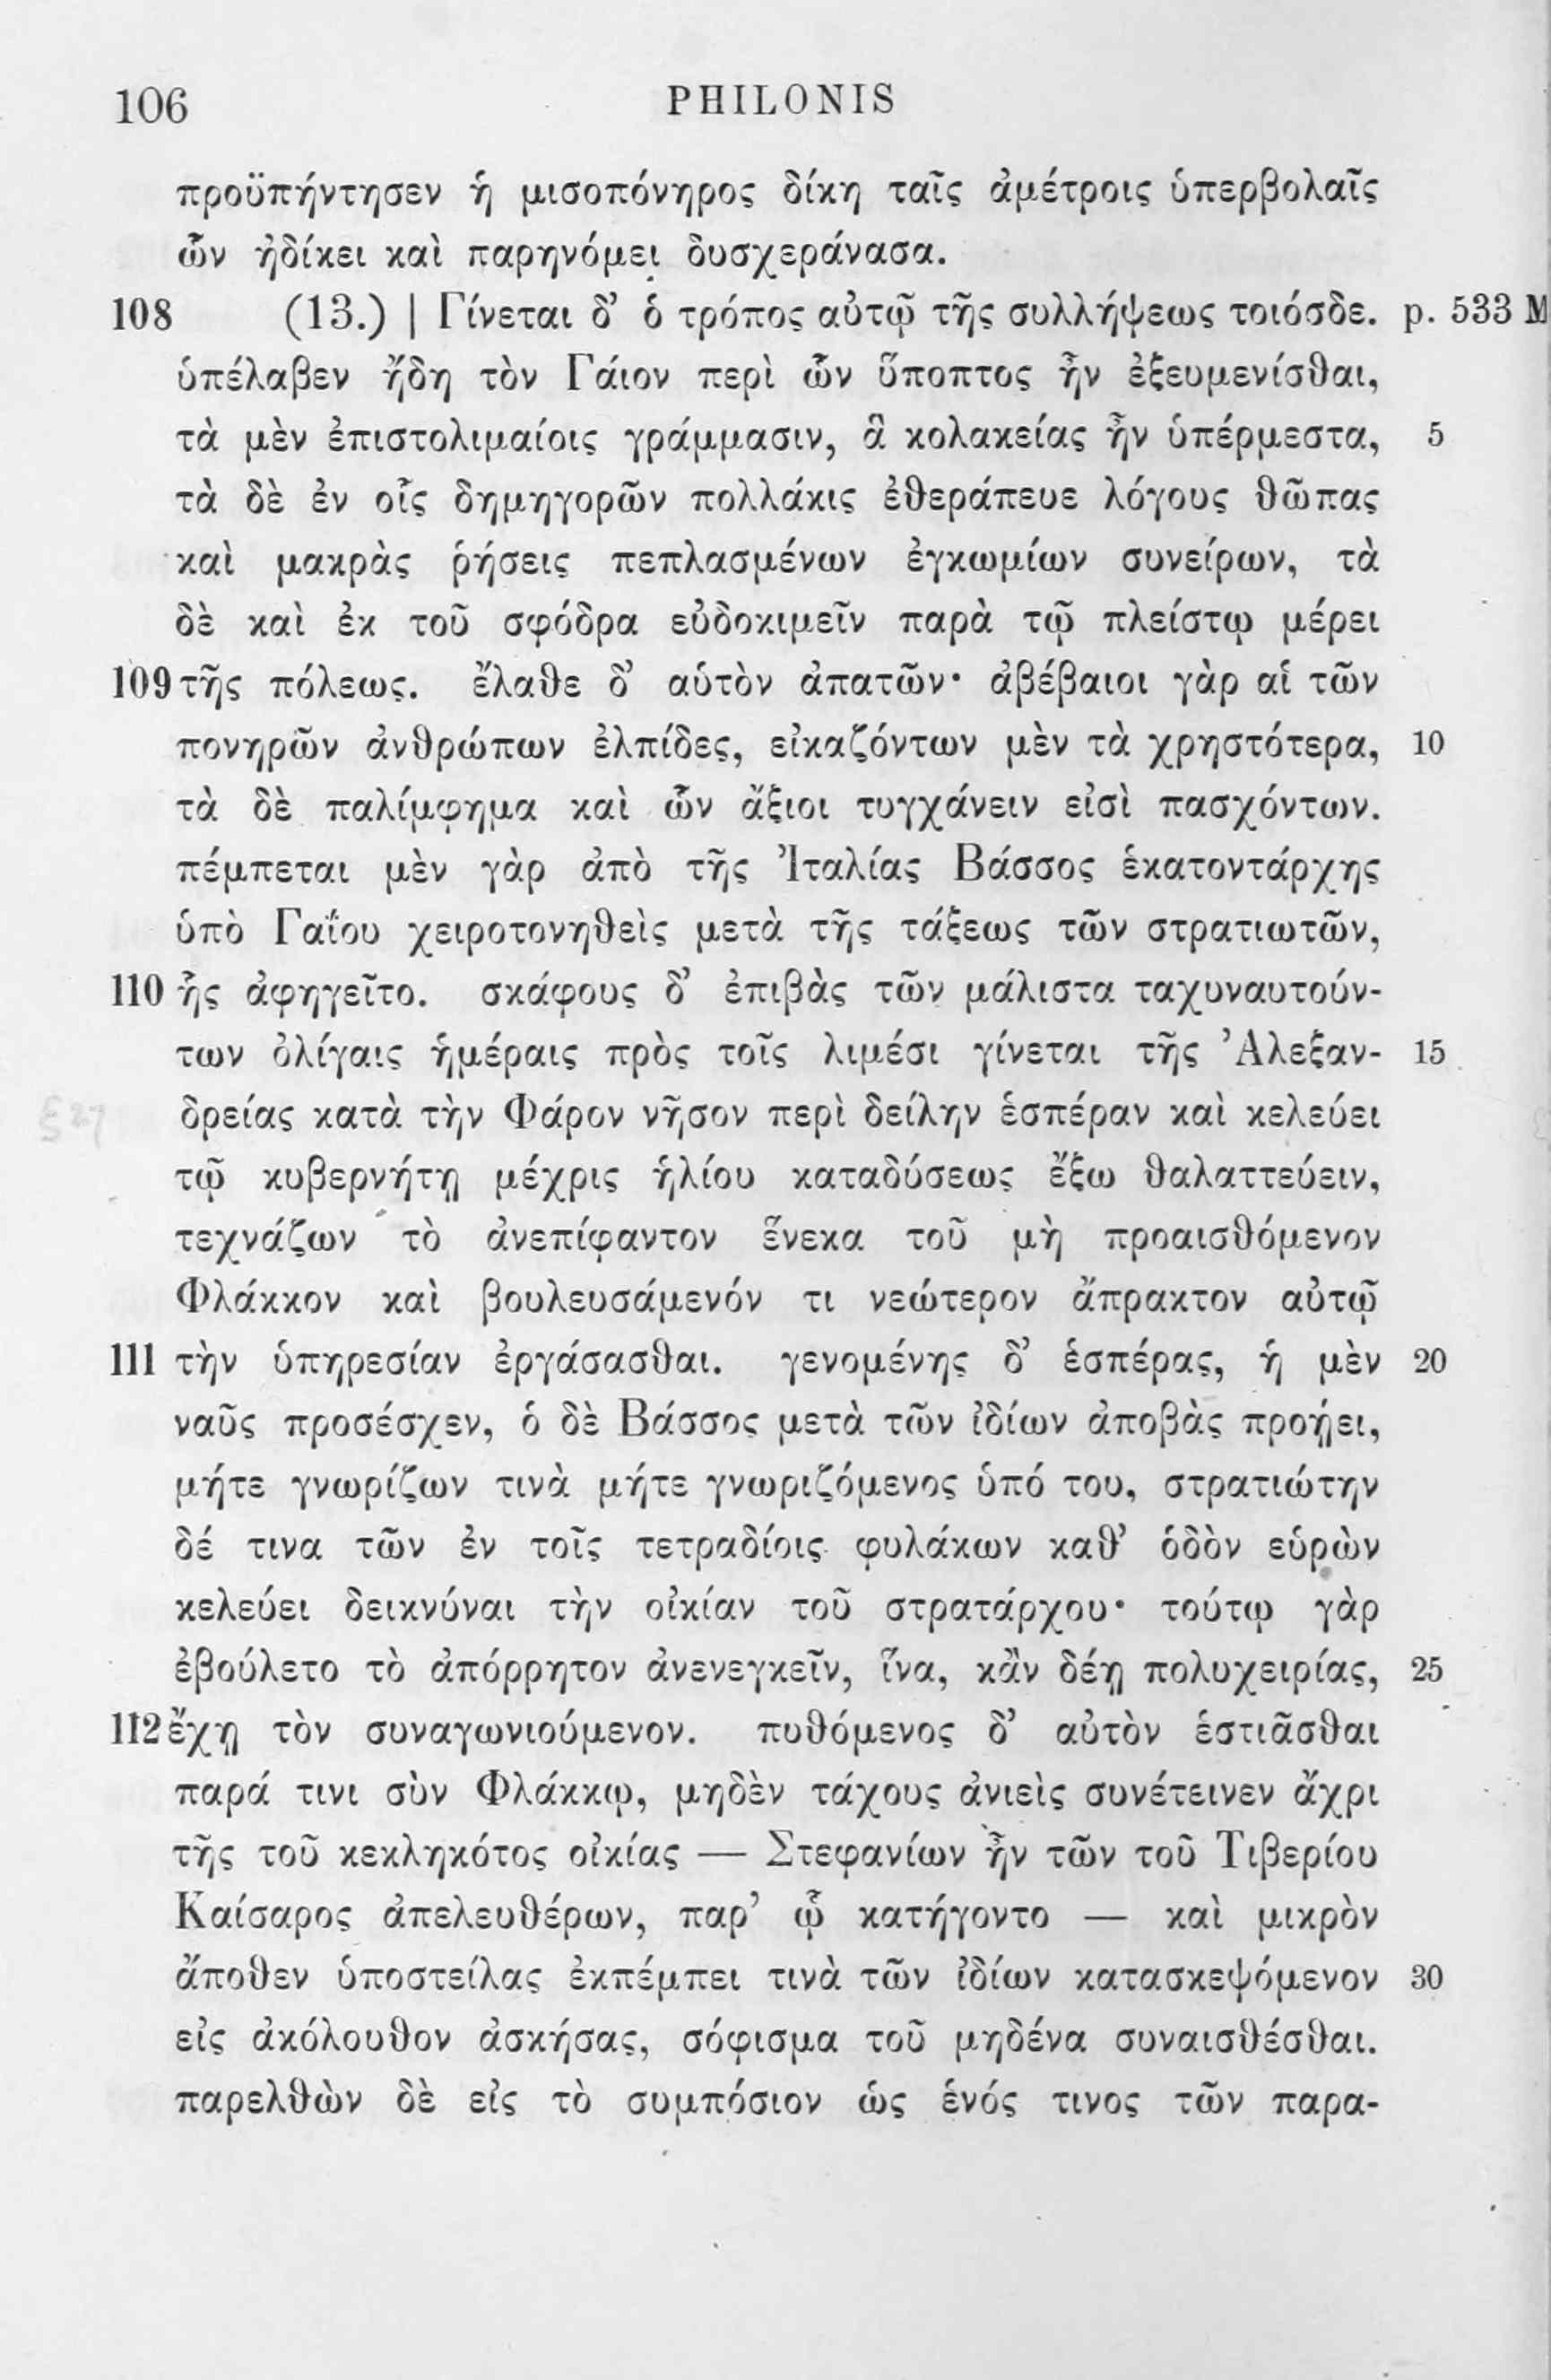 106 PHILONIS
προϋπήντησεν ἡ μισοπόνηρος δίκη ταῖς ἀμέτροις ὑπερβολαῖς
ὧν ἠδίκει καὶ παρηνόμει δυσχεράνασα.
108 (13.) | Γίνεται δ’ ὁ τρόπος αὐτῷ τῆς συλλήψεως τοιόσδε. p. 533 M
ὑπέλαβεν ἤδη τὸν Γάιον περὶ ὧν ὕποπτος ἦν ἐξευμενίσθαι,
τὰ μὲν ἐπιστολιμαίοις γράμμασιν, ἃ κολακείας ἦν ὑπέρμεστα, 5
τὰ δὲ ἐν οἷς δημηγορῶν πολλάκις ἐθεράπευε λόγους θῶπας
καὶ μακρὰς ῥήσεις πεπλασμένων ἐγκωμίων συνείρων, τὰ
δὲ καὶ ἐκ τοῦ σφόδρα εὐδοκιμεῖν παρὰ τῷ πλείστῳ μέρει
109 τῆς πόλεως. ἔλαθε δ’ αὑτὸν ἀπατῶν· ἀβέβαιοι γὰρ αἱ τῶν
πονηρῶν ἀνθρώπων ἐλπίδες, εἰκαζόντων μὲν τὰ χρηστότερα, 10
τὰ δὲ παλίμφημα καὶ ὧν ἄξιοι τυγχάνειν εἰσὶ πασχόντων.
πέμπεται μὲν γὰρ ἀπὸ τῆς Ἰταλίας Βάσσος ἑκατοντάρχης
ὑπὸ Γαΐου χειροτονηθεὶς μετὰ τῆς τάξεως τῶν στρατιωτῶν,
110 ἧς ἀφηγεῖτο. σκάφους δ’ ἐπιβὰς τῶν μάλιστα ταχυναυτούν-
των ὀλίγαις ἡμέραις πρὸς τοῖς λιμέσι γίνεται τῆς Ἀλεξαν- 15
δρείας κατὰ τὴν Φάρον νῆσον περὶ δείλην ἑσπέραν καὶ κελεύει
τῷ κυβερνήτῃ μέχρις ἡλίου καταδύσεως ἔξω θαλαττεύειν,
τεχνάζων τὸ ἀνεπίφαντον ἕνεκα τοῦ μὴ προαισθόμενον
Φλάκκον καὶ βουλευσάμενόν τι νεώτερον ἄπρακτον αὐτῷ
111 τὴν ὑπηρεσίαν ἐργάσασθαι. γενομένης δ’ ἑσπέρας, ἡ μὲν 20
ναῦς προσέσχεν, ὁ δὲ Βάσσος μετὰ τῶν ἰδίων ἀποβὰς προῄει,
μήτε γνωρίζων τινὰ μήτε γνωριζόμενος ὑπό του, στρατιώτην
δέ τινα τῶν ἐν τοῖς τετραδίοις φυλάκων καθ’ ὁδὸν εὑρὼν
κελεύει δεικνύναι τὴν οἰκίαν τοῦ στρατάρχου· τούτῳ γὰρ
ἐβούλετο τὸ ἀπόρρητον ἀνενεγκεῖν, ἵνα, κἂν δέῃ πολυχειρίας, 25
112 ἔχῃ τὸν συναγωνιούμενον. πυθόμενος δ’ αὐτὸν ἑστιᾶσθαι
παρά τινι σὺν Φλάκκῳ, μηδὲν τάχους ἀνιεὶς συνέτεινεν ἄχρι
τῆς τοῦ κεκληκότος οἰκίας — Στεφανίων ἦν τῶν τοῦ Τιβερίου
Καίσαρος ἀπελευθέρων, παρ’ ᾧ κατήγοντο — καὶ μικρὸν
ἄποθεν ὑποστείλας ἐκπέμπει τινὰ τῶν ἰδίων κατασκεψόμενον 30
εἰς ἀκόλουθον ἀσκήσας, σόφισμα τοῦ μηδένα συναισθέσθαι.
παρελθὼν δὲ εἰς τὸ συμπόσιον ὡς ἑνός τινος τῶν παρα-